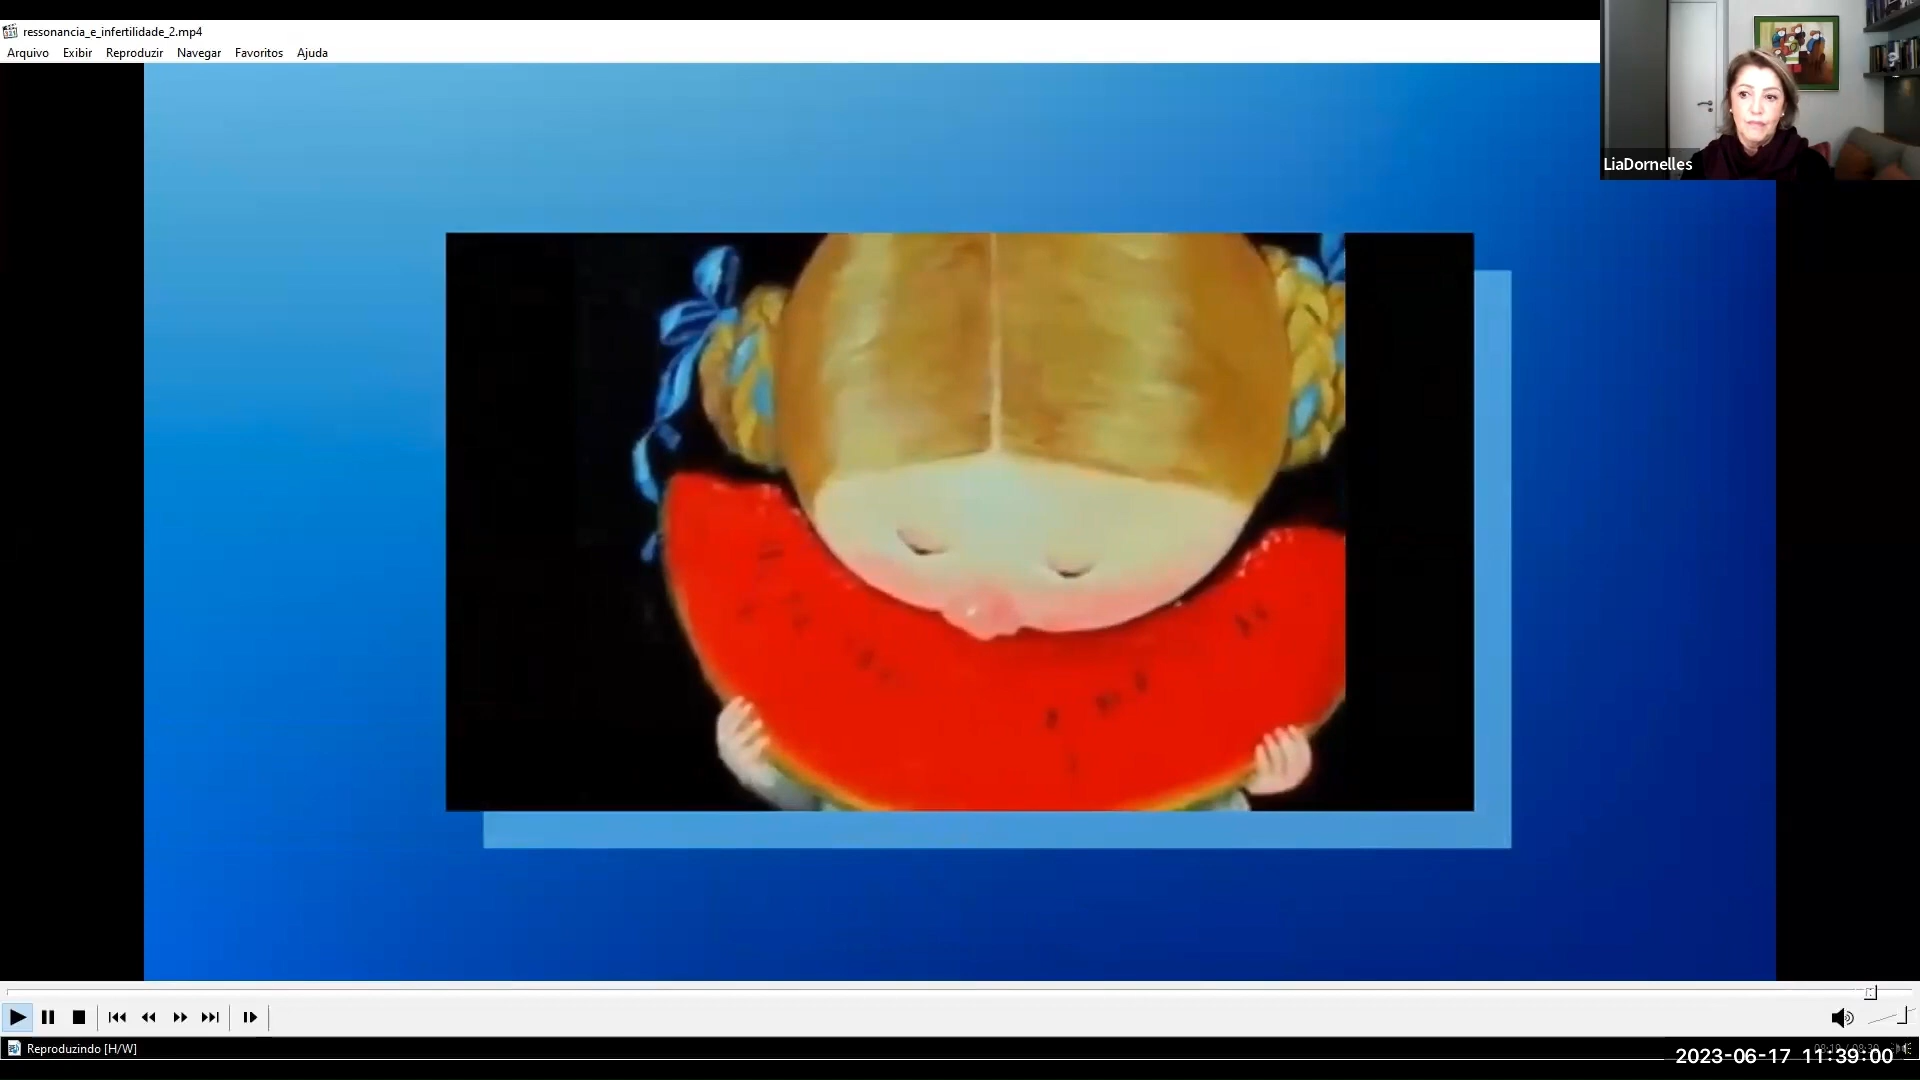 ressonancia_e_infertilidade_2.mp4
Arquivo Exibir Reproduzir Navegar Favoritos Ajuda
LiaDornelles
Reproduzindo [H/W]
2023-06-17 11:39:00